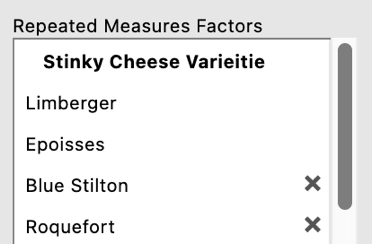 Repeated Measures Factors
Stinky Cheese Varieitie
Limberger
Epoisses
Blue Stilton
Roquefort